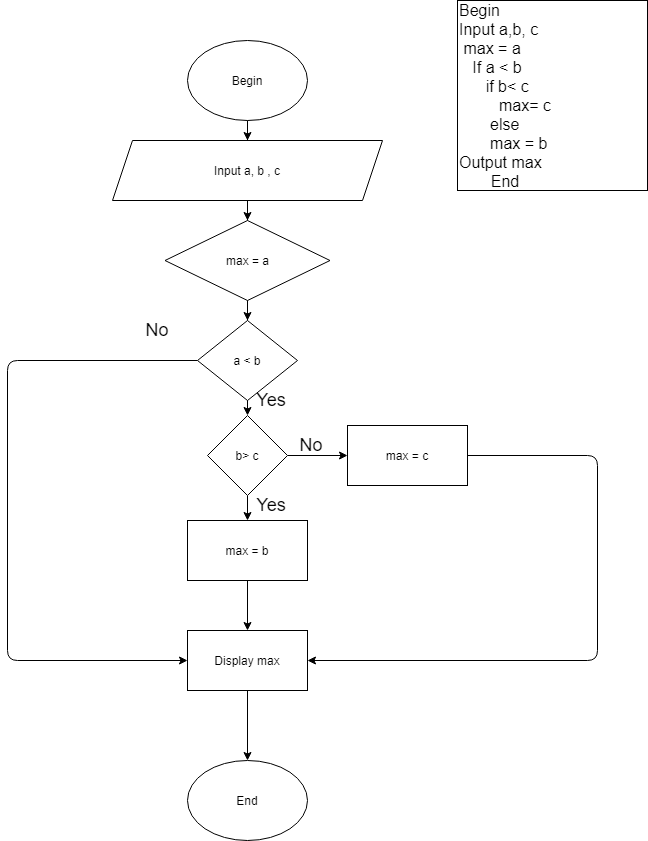 Begin
Input a, b , c
max = a
No
a < b
Yes
b> c
No
max = c
Yes
max = b
Display max
End
Begin
Input a,b, c
max = a
If a < b
if b< c
max= c
else
max = b
Output max
End